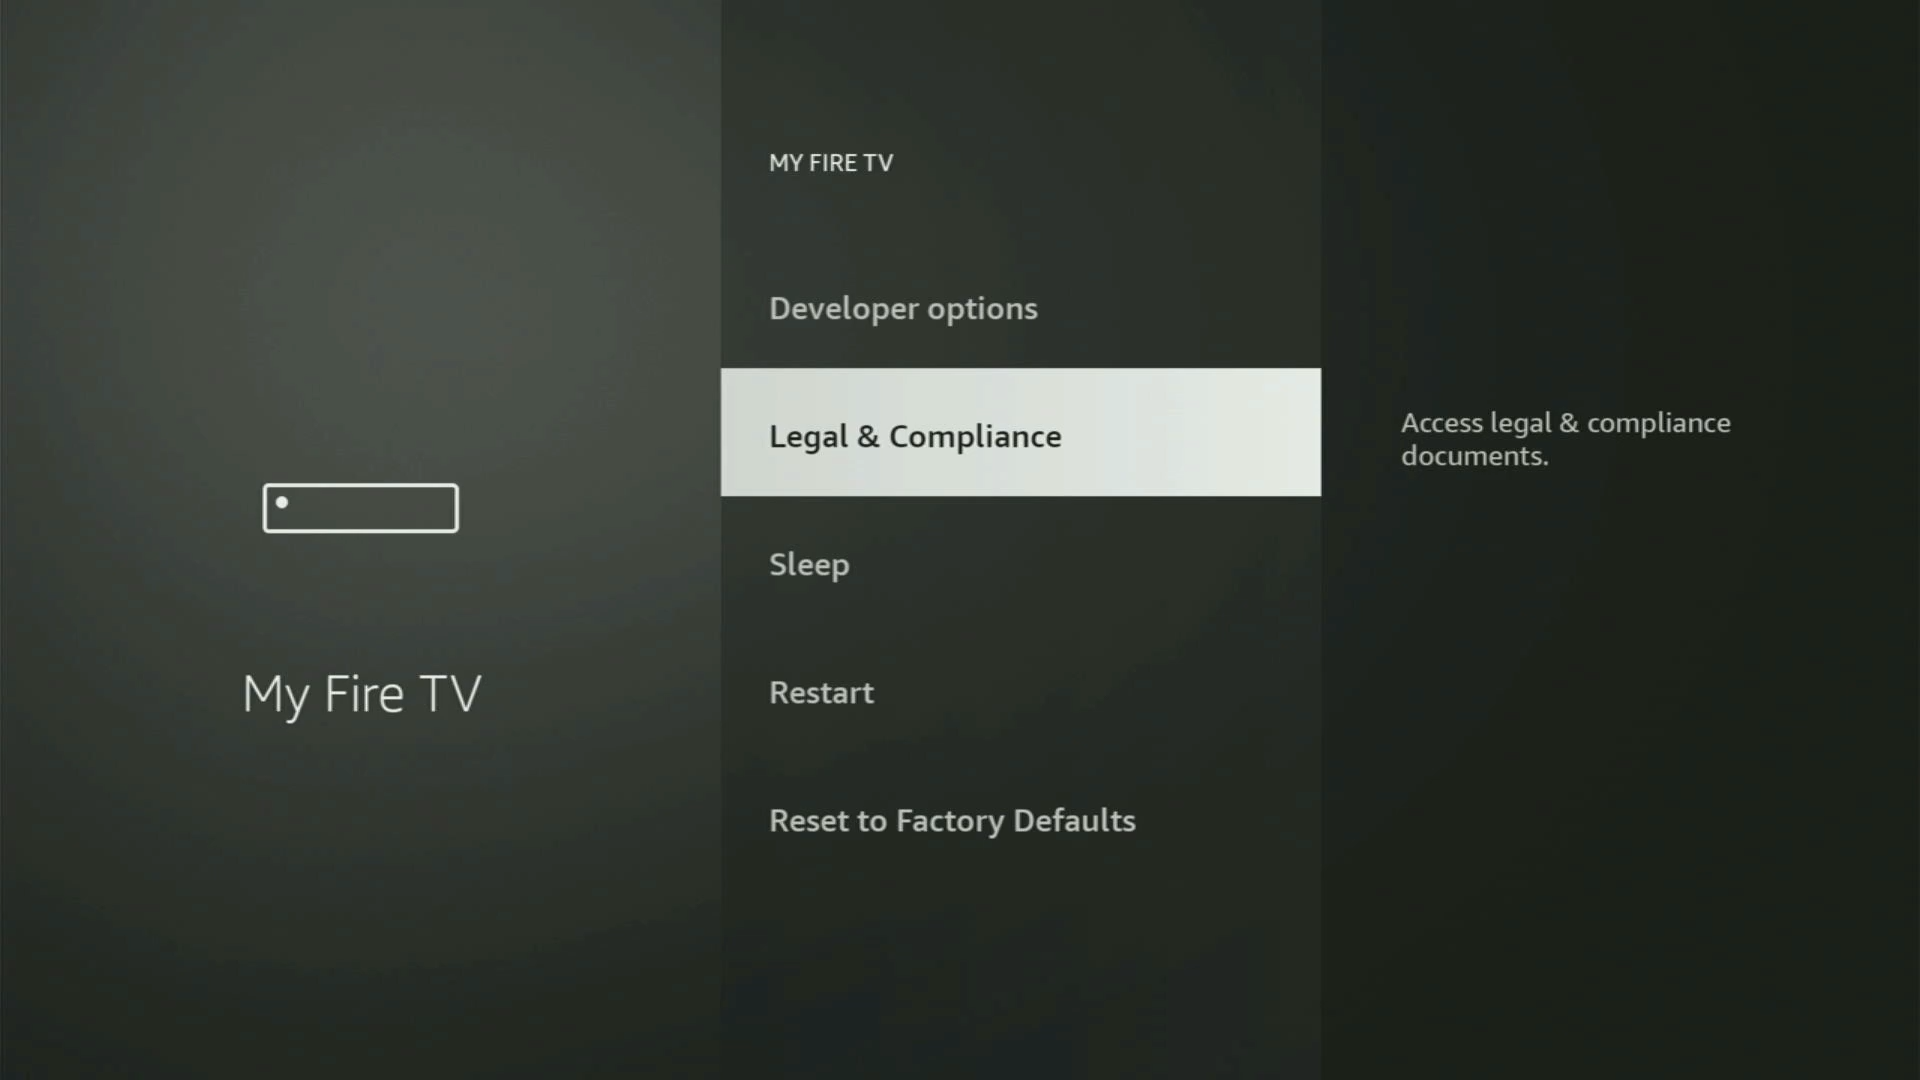 My Fire TV
MY FIRE TV
Developer options
Legal & Compliance
Sleep
Restart
Reset to Factory Defaults
Access legal & compliance
documents.